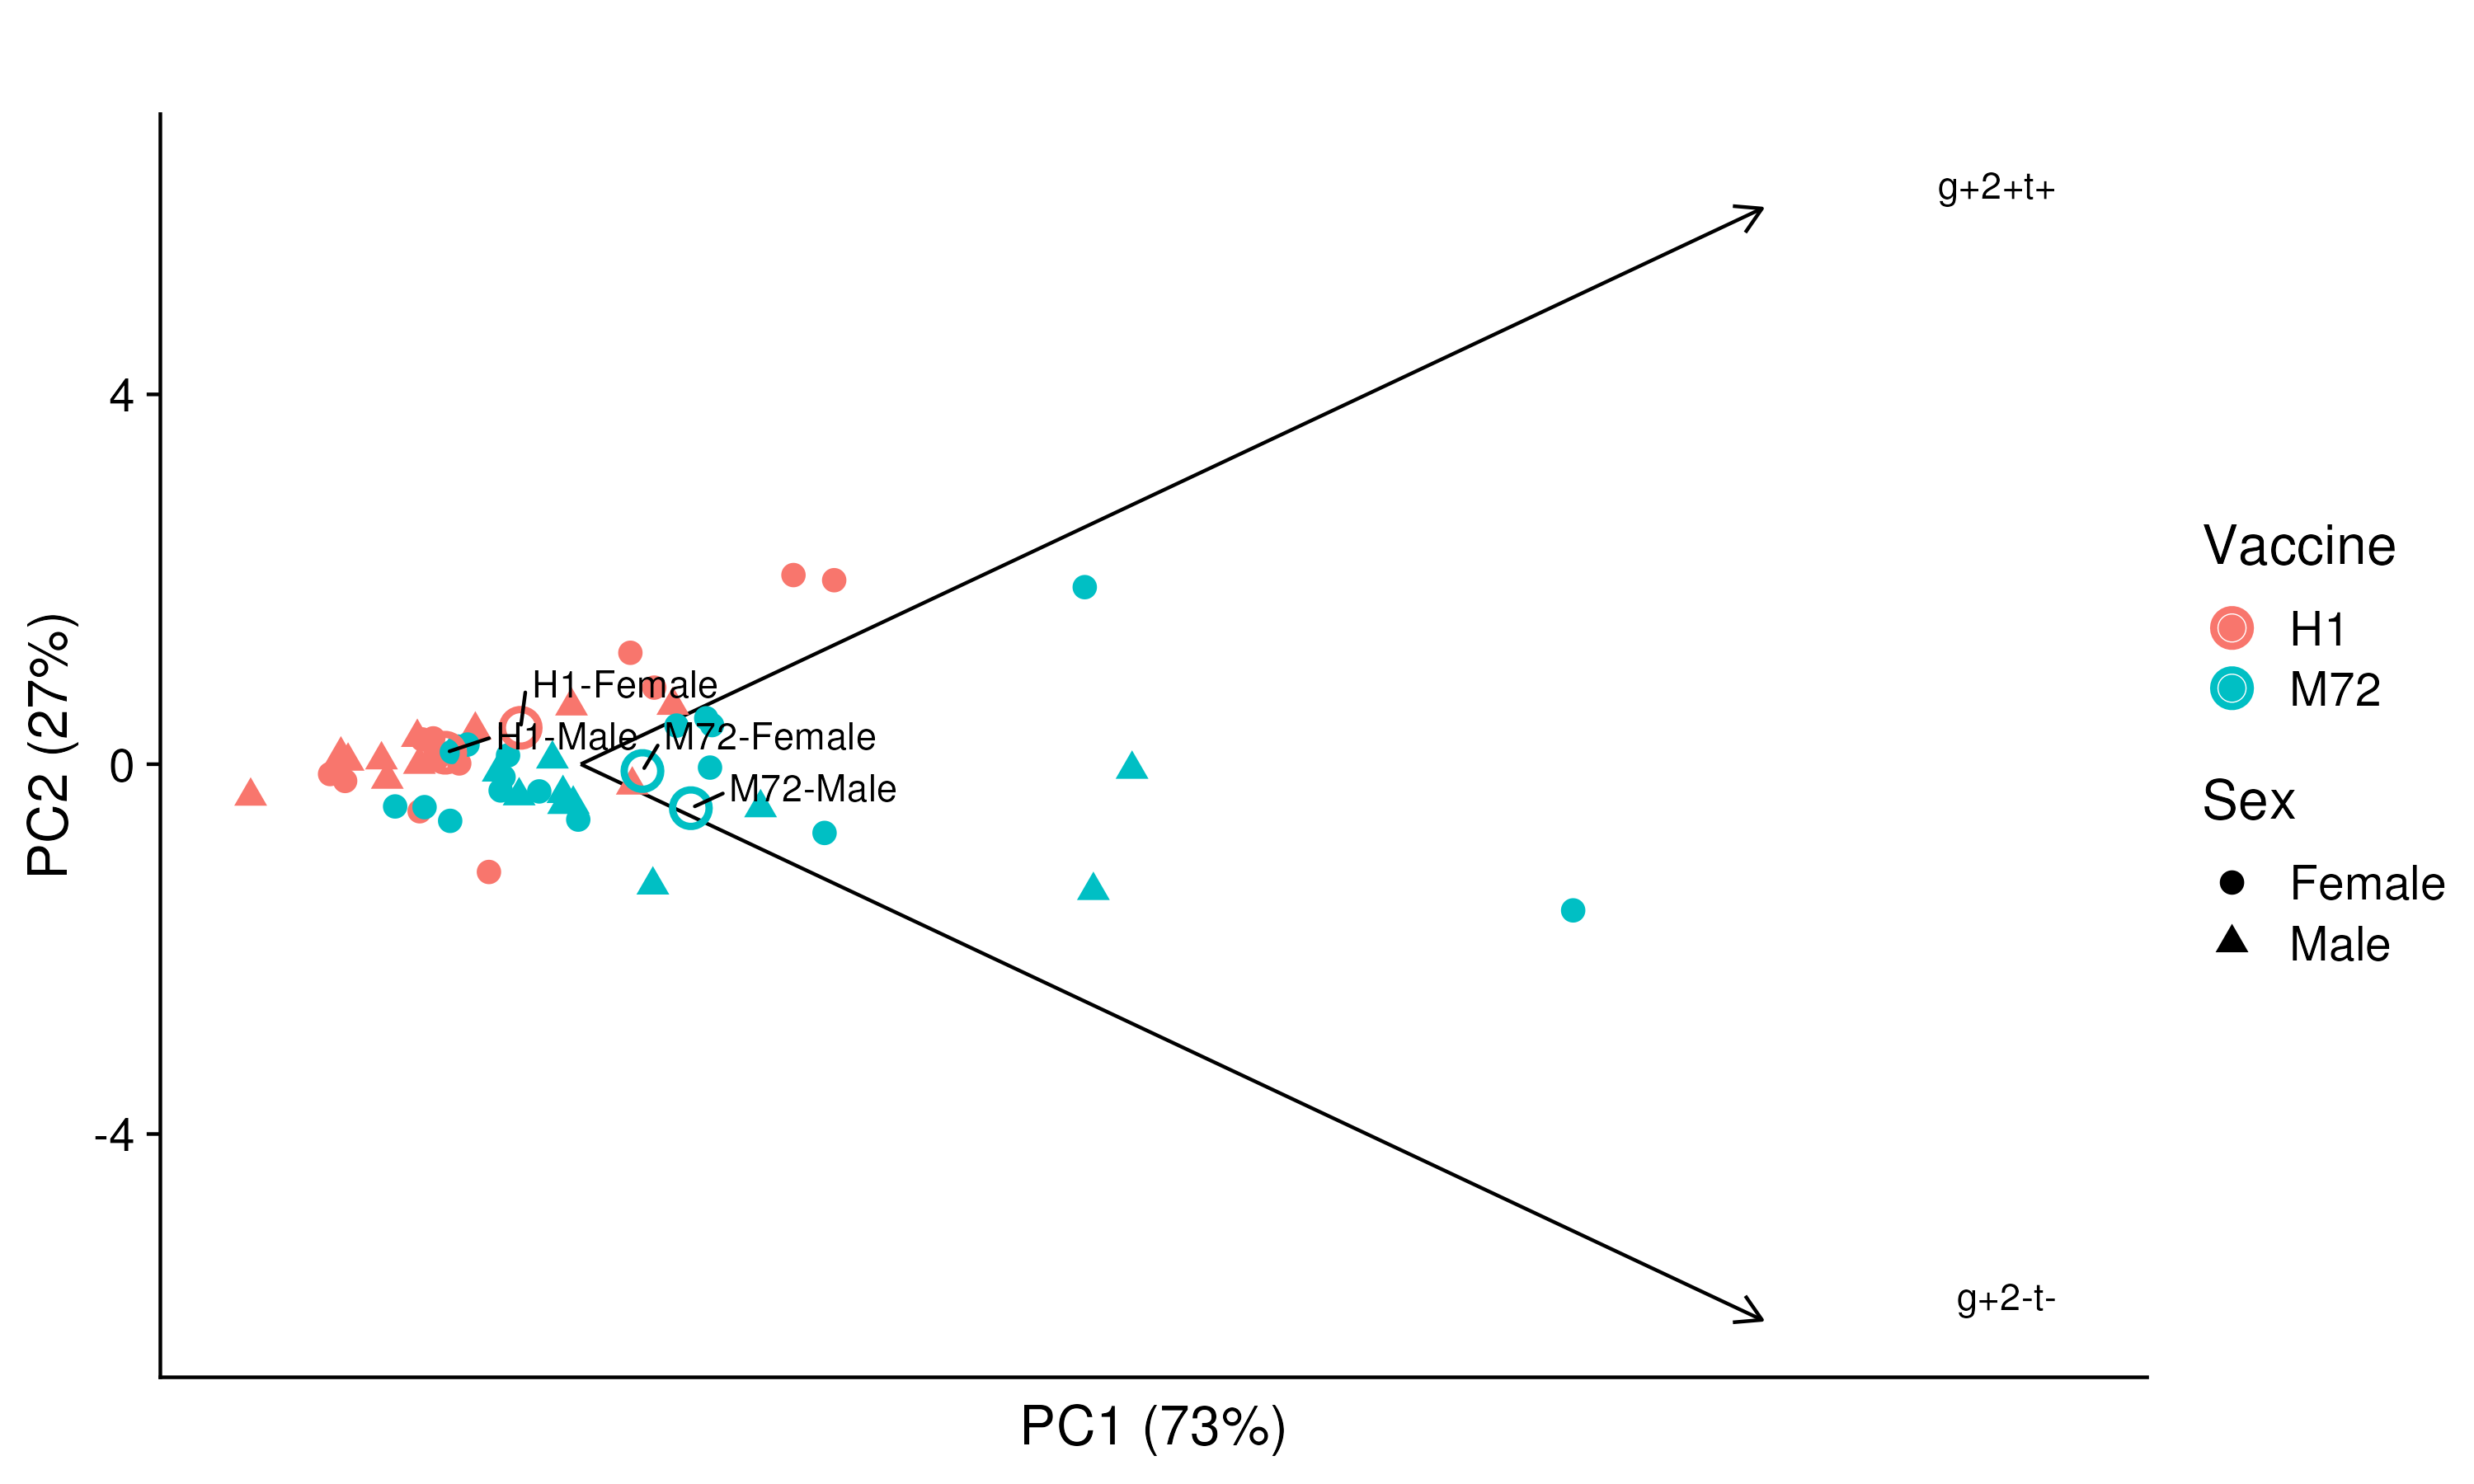 g+2+t+
4
H1-Female
H1-Male
M72-Female
M72-Male
0
-4
g+2-t-
PC2 (27%)
PC1 (73%)
Vaccine
H1
M72
Sex
Female
Male